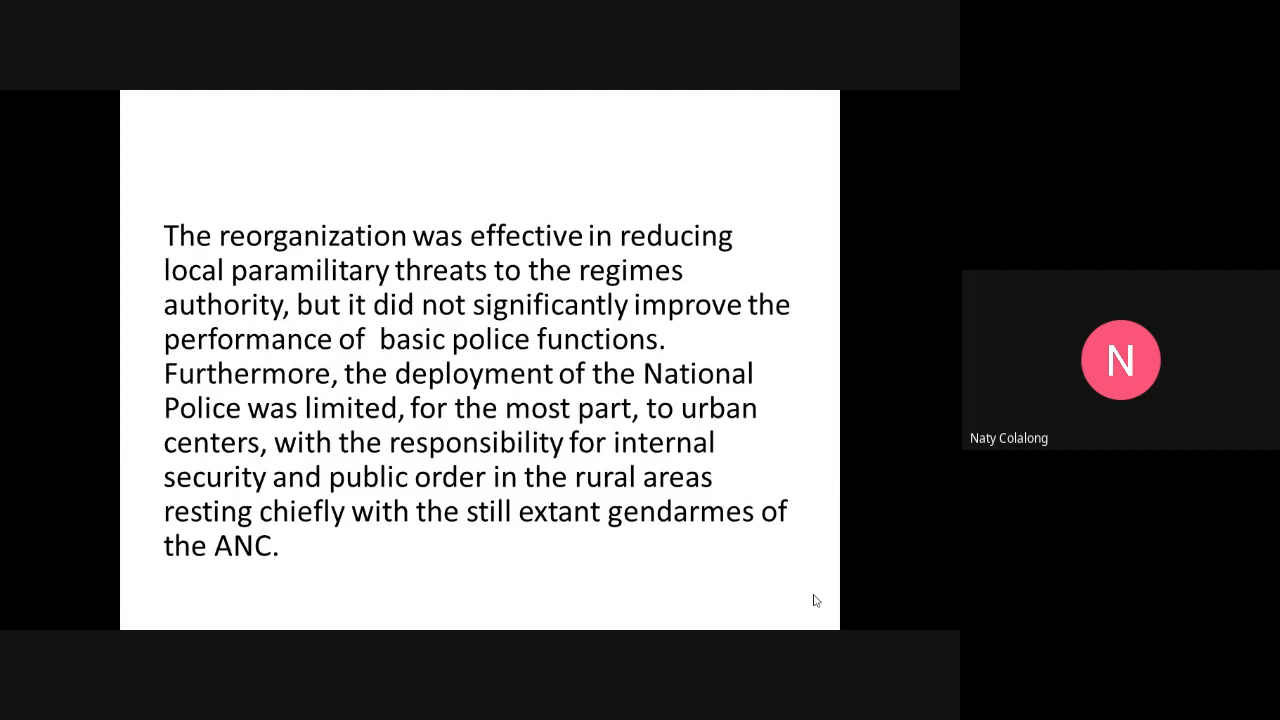 The reorganization was effective in reducing
local paramilitary threats to the regimes
authority, but it did not significantly improve the
performance of  basic police functions.
Furthermore, the deployment of the National
Police was limited, for the most part, to urban
centers, with the responsibility for internal
security and public order in the rural areas
resting chiefly with the still extant gendarmes of
the ANC.
N
Naty Colalong